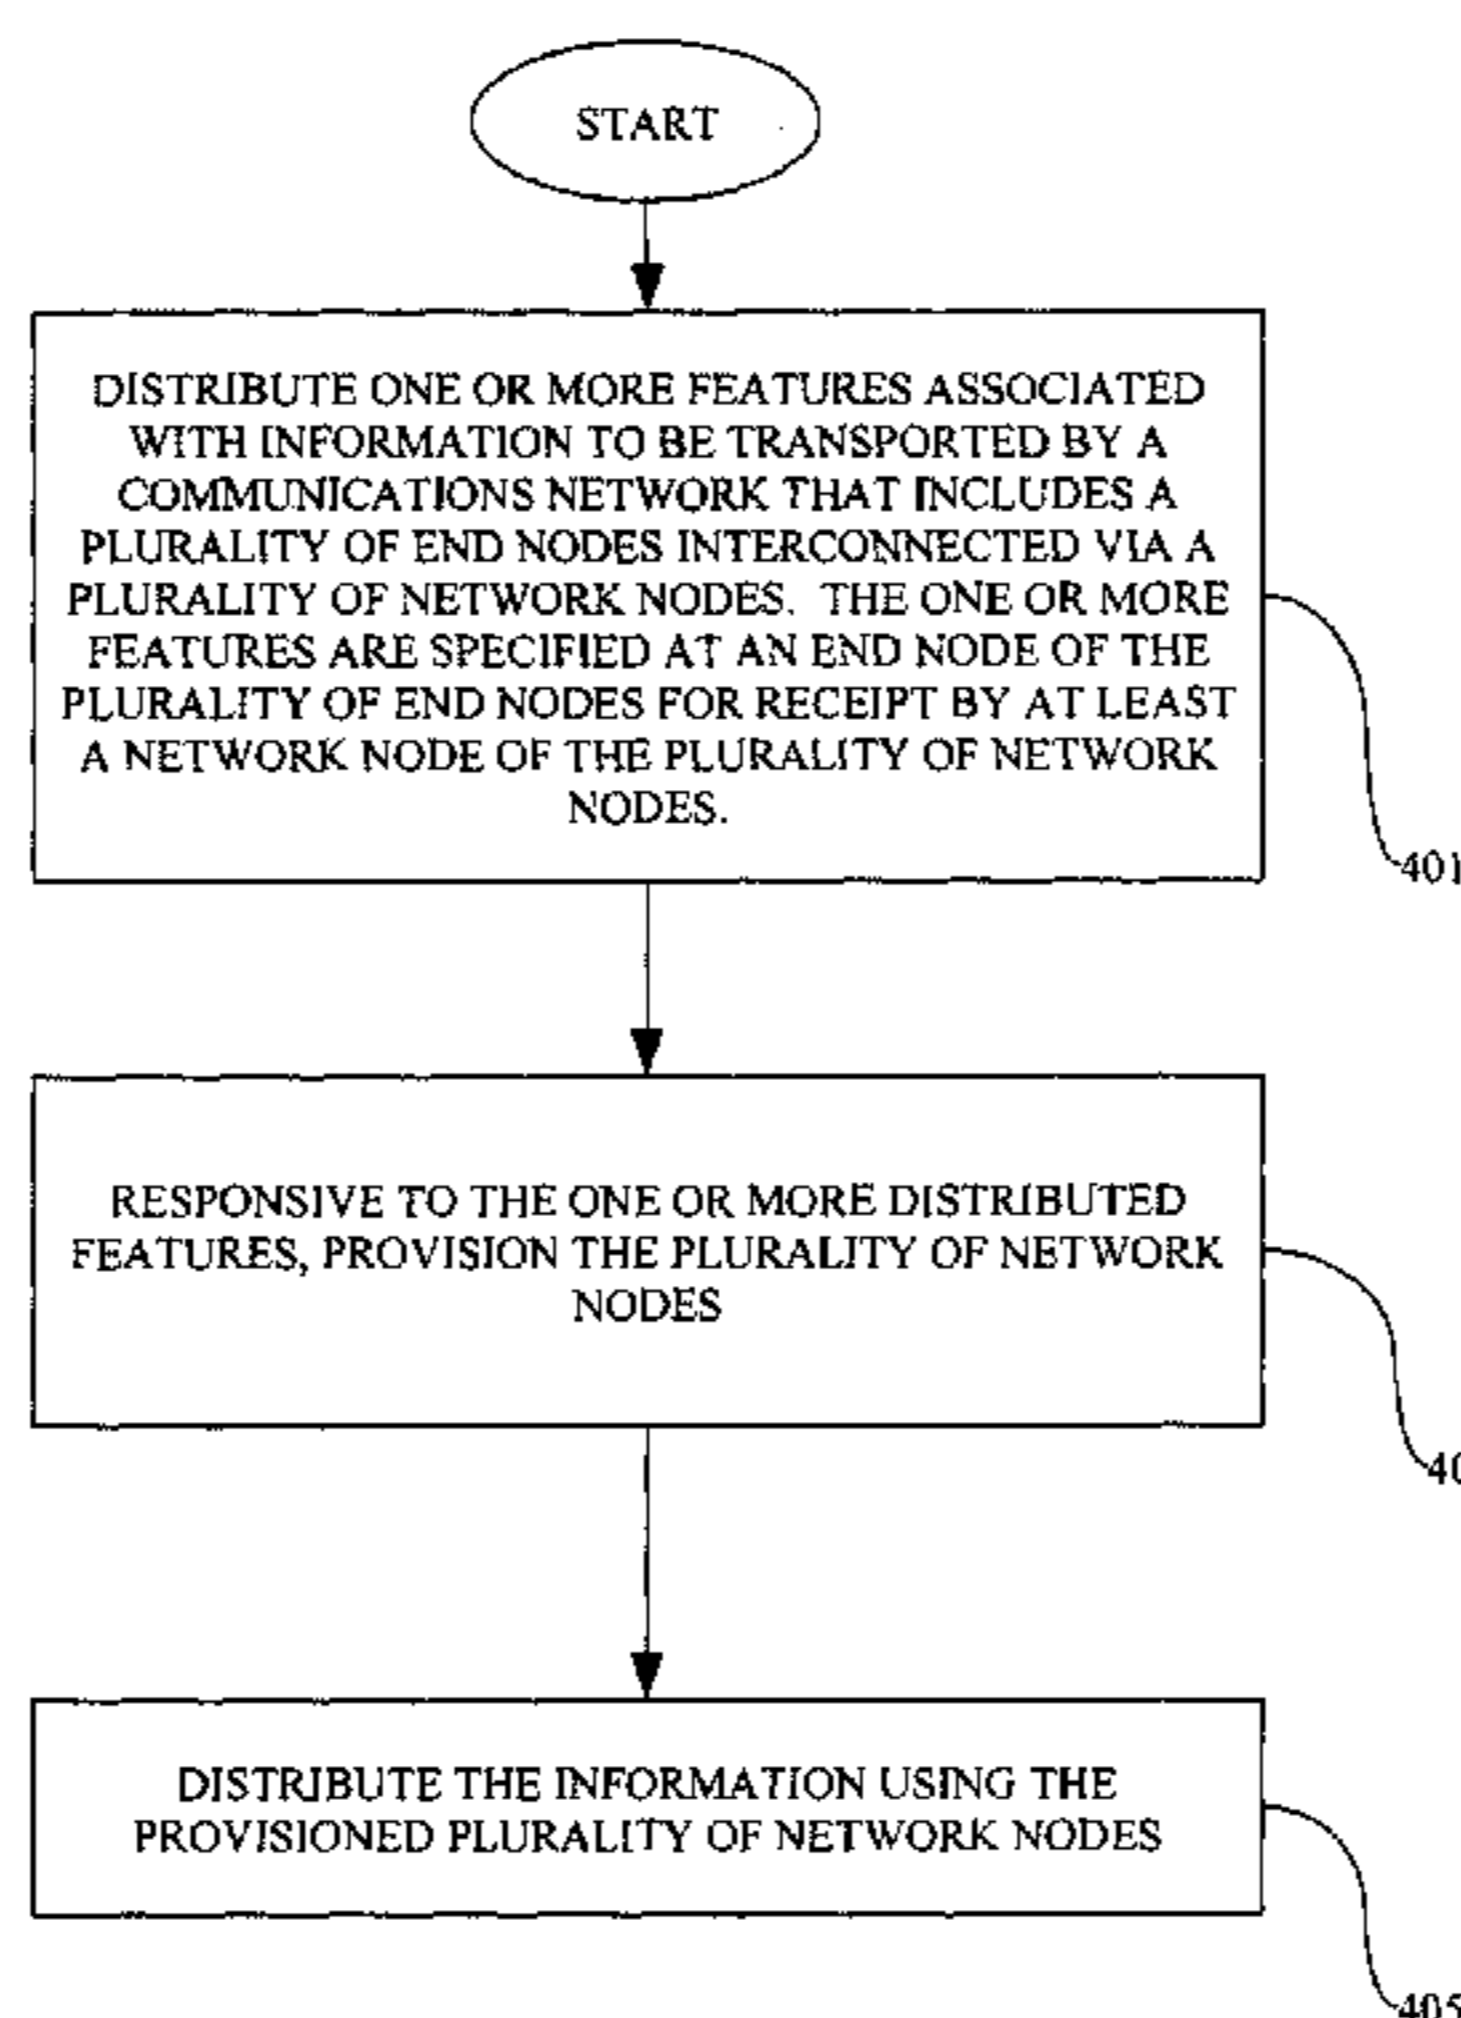 START
DISTRIBUTE ONE OR MORE FEATURES ASSOCIATED
WITH INFORMATION TO BE TRANSPORTED BY A
COMMUNICATIONS NETWORK THAT INCLUDES A
PLURALITY OF END NODES INTERCONNECTED VIA A
PLURALITY OF NETWORK NODES. THE ONE OR MORE
FEATURES ARE SPECIFIED AT AN END NODE OF THE
PLURALITY OF END NODES FOR RECEIPT BY AT LEAST
A NETWORK NODE OF THE PLURALITY OF NETWORK
NODES.
401
RESPONSIVE TO THE ONE OR MORE DISTRIBUTED
FEATURES, PROVISION THE PLURALITY OF NETWORK
NODES
DISTRIBUTE THE INFORMATION USING THE
PROVISIONED PLURALITY OF NETWORK NODES
405